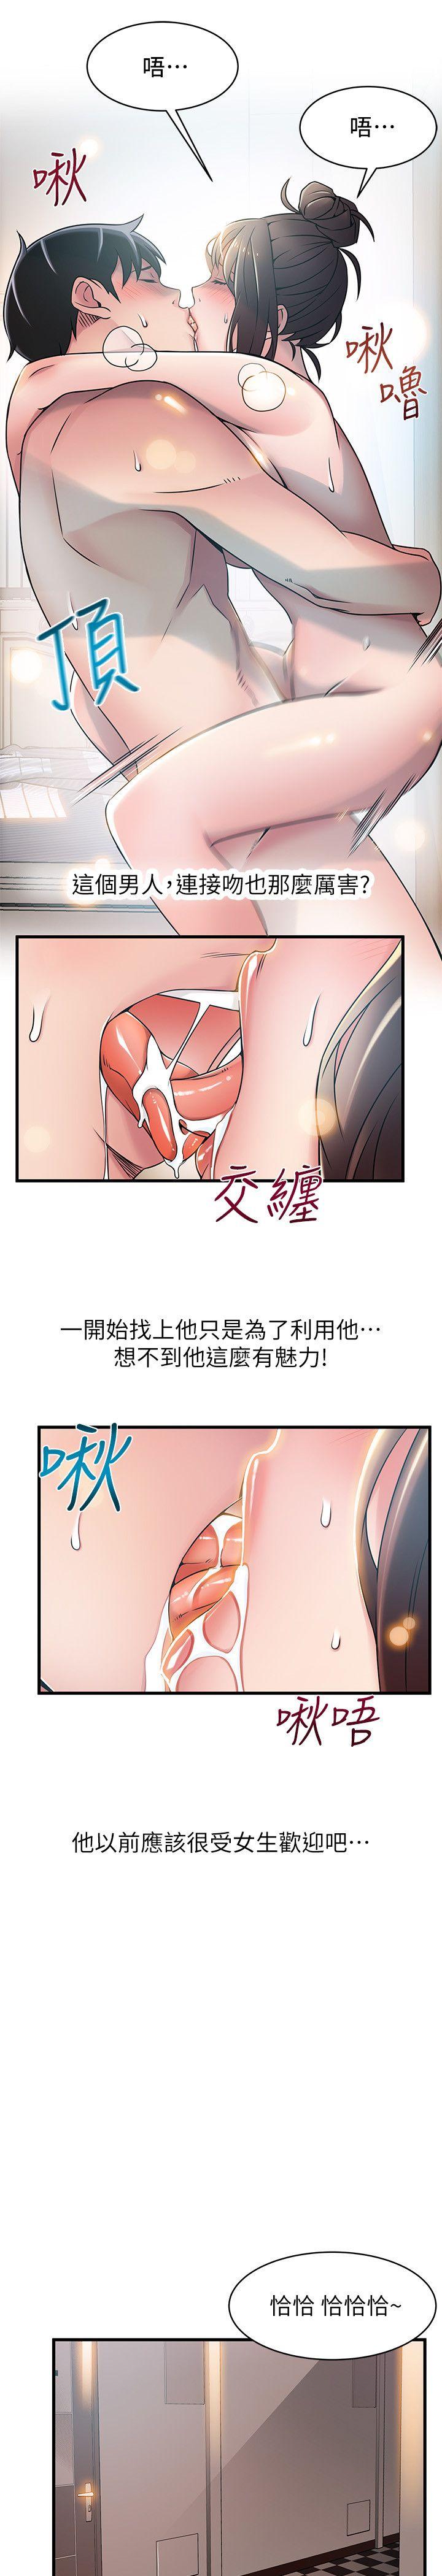 唔…
唔…
啾
啾
嚕
頂
這個男人，連接吻也那麼厲害?
交纏
一開始找上他只是為了利用他…
想不到他這麼有魅力!
啾
啾唔
他以前應該很受女生歡迎吧…
恰恰 恰恰恰~